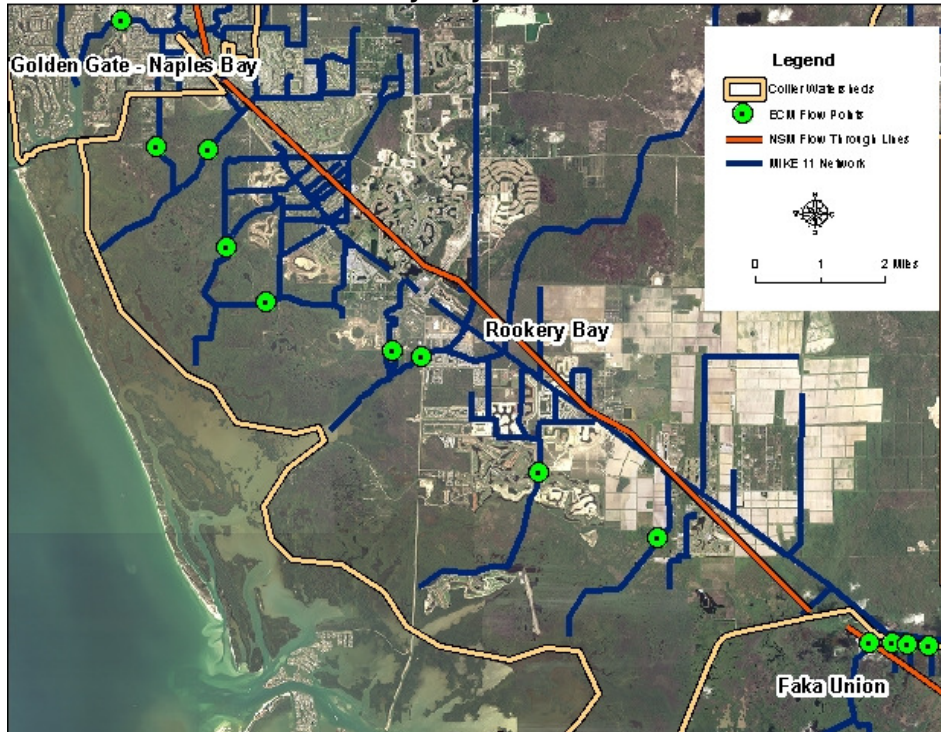 Golden Gate - Naples Bay
Legend
Collier Watersheds
ECM Flow Points
NSM Flow Through Lines
MIKE 11 Network
0 1 2 Miles
Rookery Bay
Faka Union